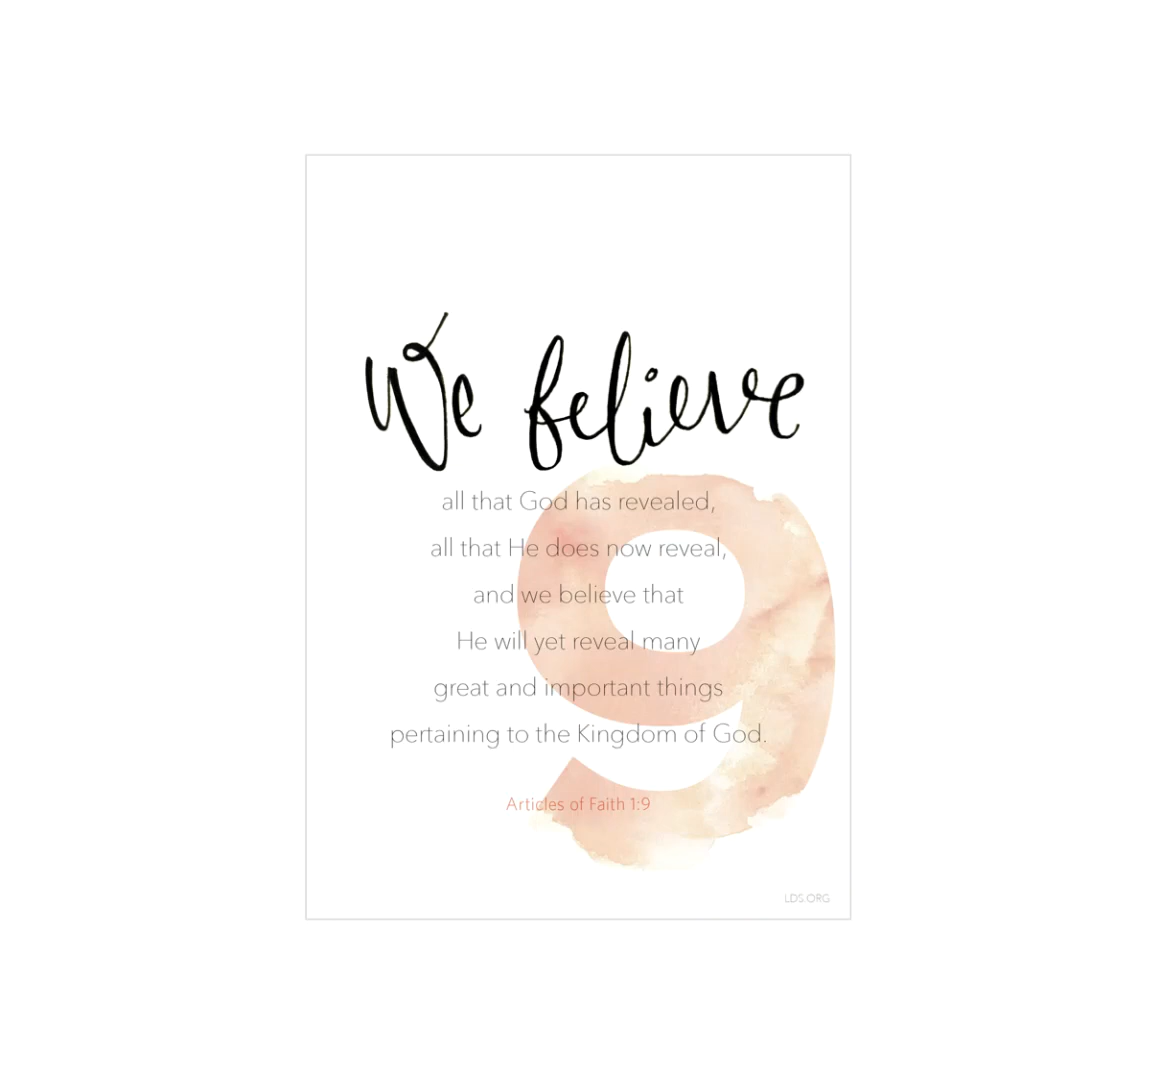 We believe
all that God has revealed,
all that He does now reveal,
and we believe that
He will yet reveal many
great and important things
pertaining to the Kingdom of God.
Articles of Faith 1:9
9
LDS.ORG